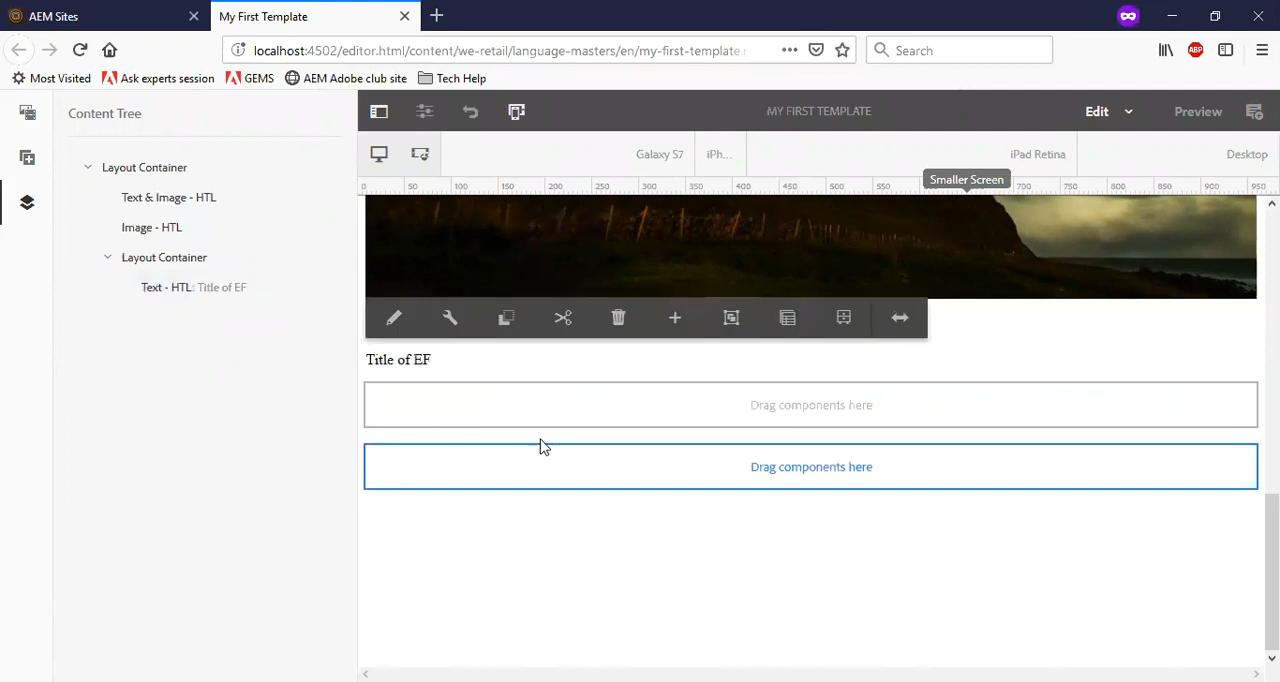 AEM Sites
My First Template
localhost:4502/editor.html/content/we-retail/language-masters/en/my-first-template.
Search
Most Visited
Ask experts session
GEMS
AEM Adobe club site
Tech Help
Content Tree
MY FIRST TEMPLATE
Edit
Preview
Galaxy S7
iPh...
iPad Retina
Desktop
Smaller Screen
0 50 100 150 200 250 300 350 400 450 500 550 700 750 800 850 900 950
Layout Container
Text & Image - HTL
Image - HTL
Layout Container
Text - HTL: Title of EF
Title of EF
Drag components here
Drag components here